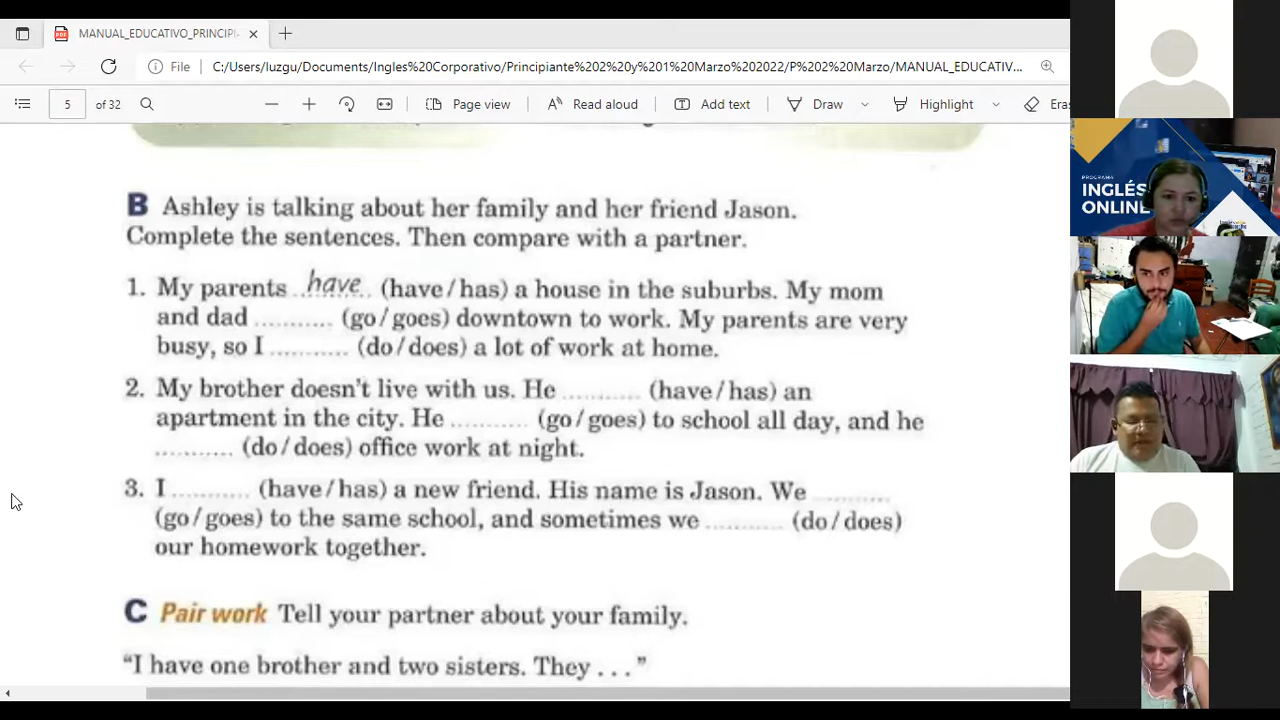 MANUAL_EDUCATIVO_PRINCIPI
File
C:/Users/luzgu/Documents/Ingles%20Corporativo/Principiante%202%20y%201%20Marzo%2022/P%202%20Marzo/MANUAL_EDUCATIV...
5 of 32
Page view
Read aloud
Add text
Draw
Highlight
Eras
B Ashley is talking about her family and her friend Jason.
Complete the sentences. Then compare with a partner.
1. My parents ..have.. (have/has) a house in the suburbs. My mom
and dad ........... (go/goes) downtown to work. My parents are very
busy, so I ........... (do/does) a lot of work at home.
2. My brother doesn't live with us. He ........... (have/has) an
apartment in the city. He ........... (go/goes) to school all day, and he
........... (do/does) office work at night.
3. I ........... (have/has) a new friend. His name is Jason. We ...........
(go/goes) to the same school, and sometimes we ........... (do/does)
our homework together.
C Pair work Tell your partner about your family.
"I have one brother and two sisters. They . . ."
PROGRAMA
INGLÉS
ONLINE